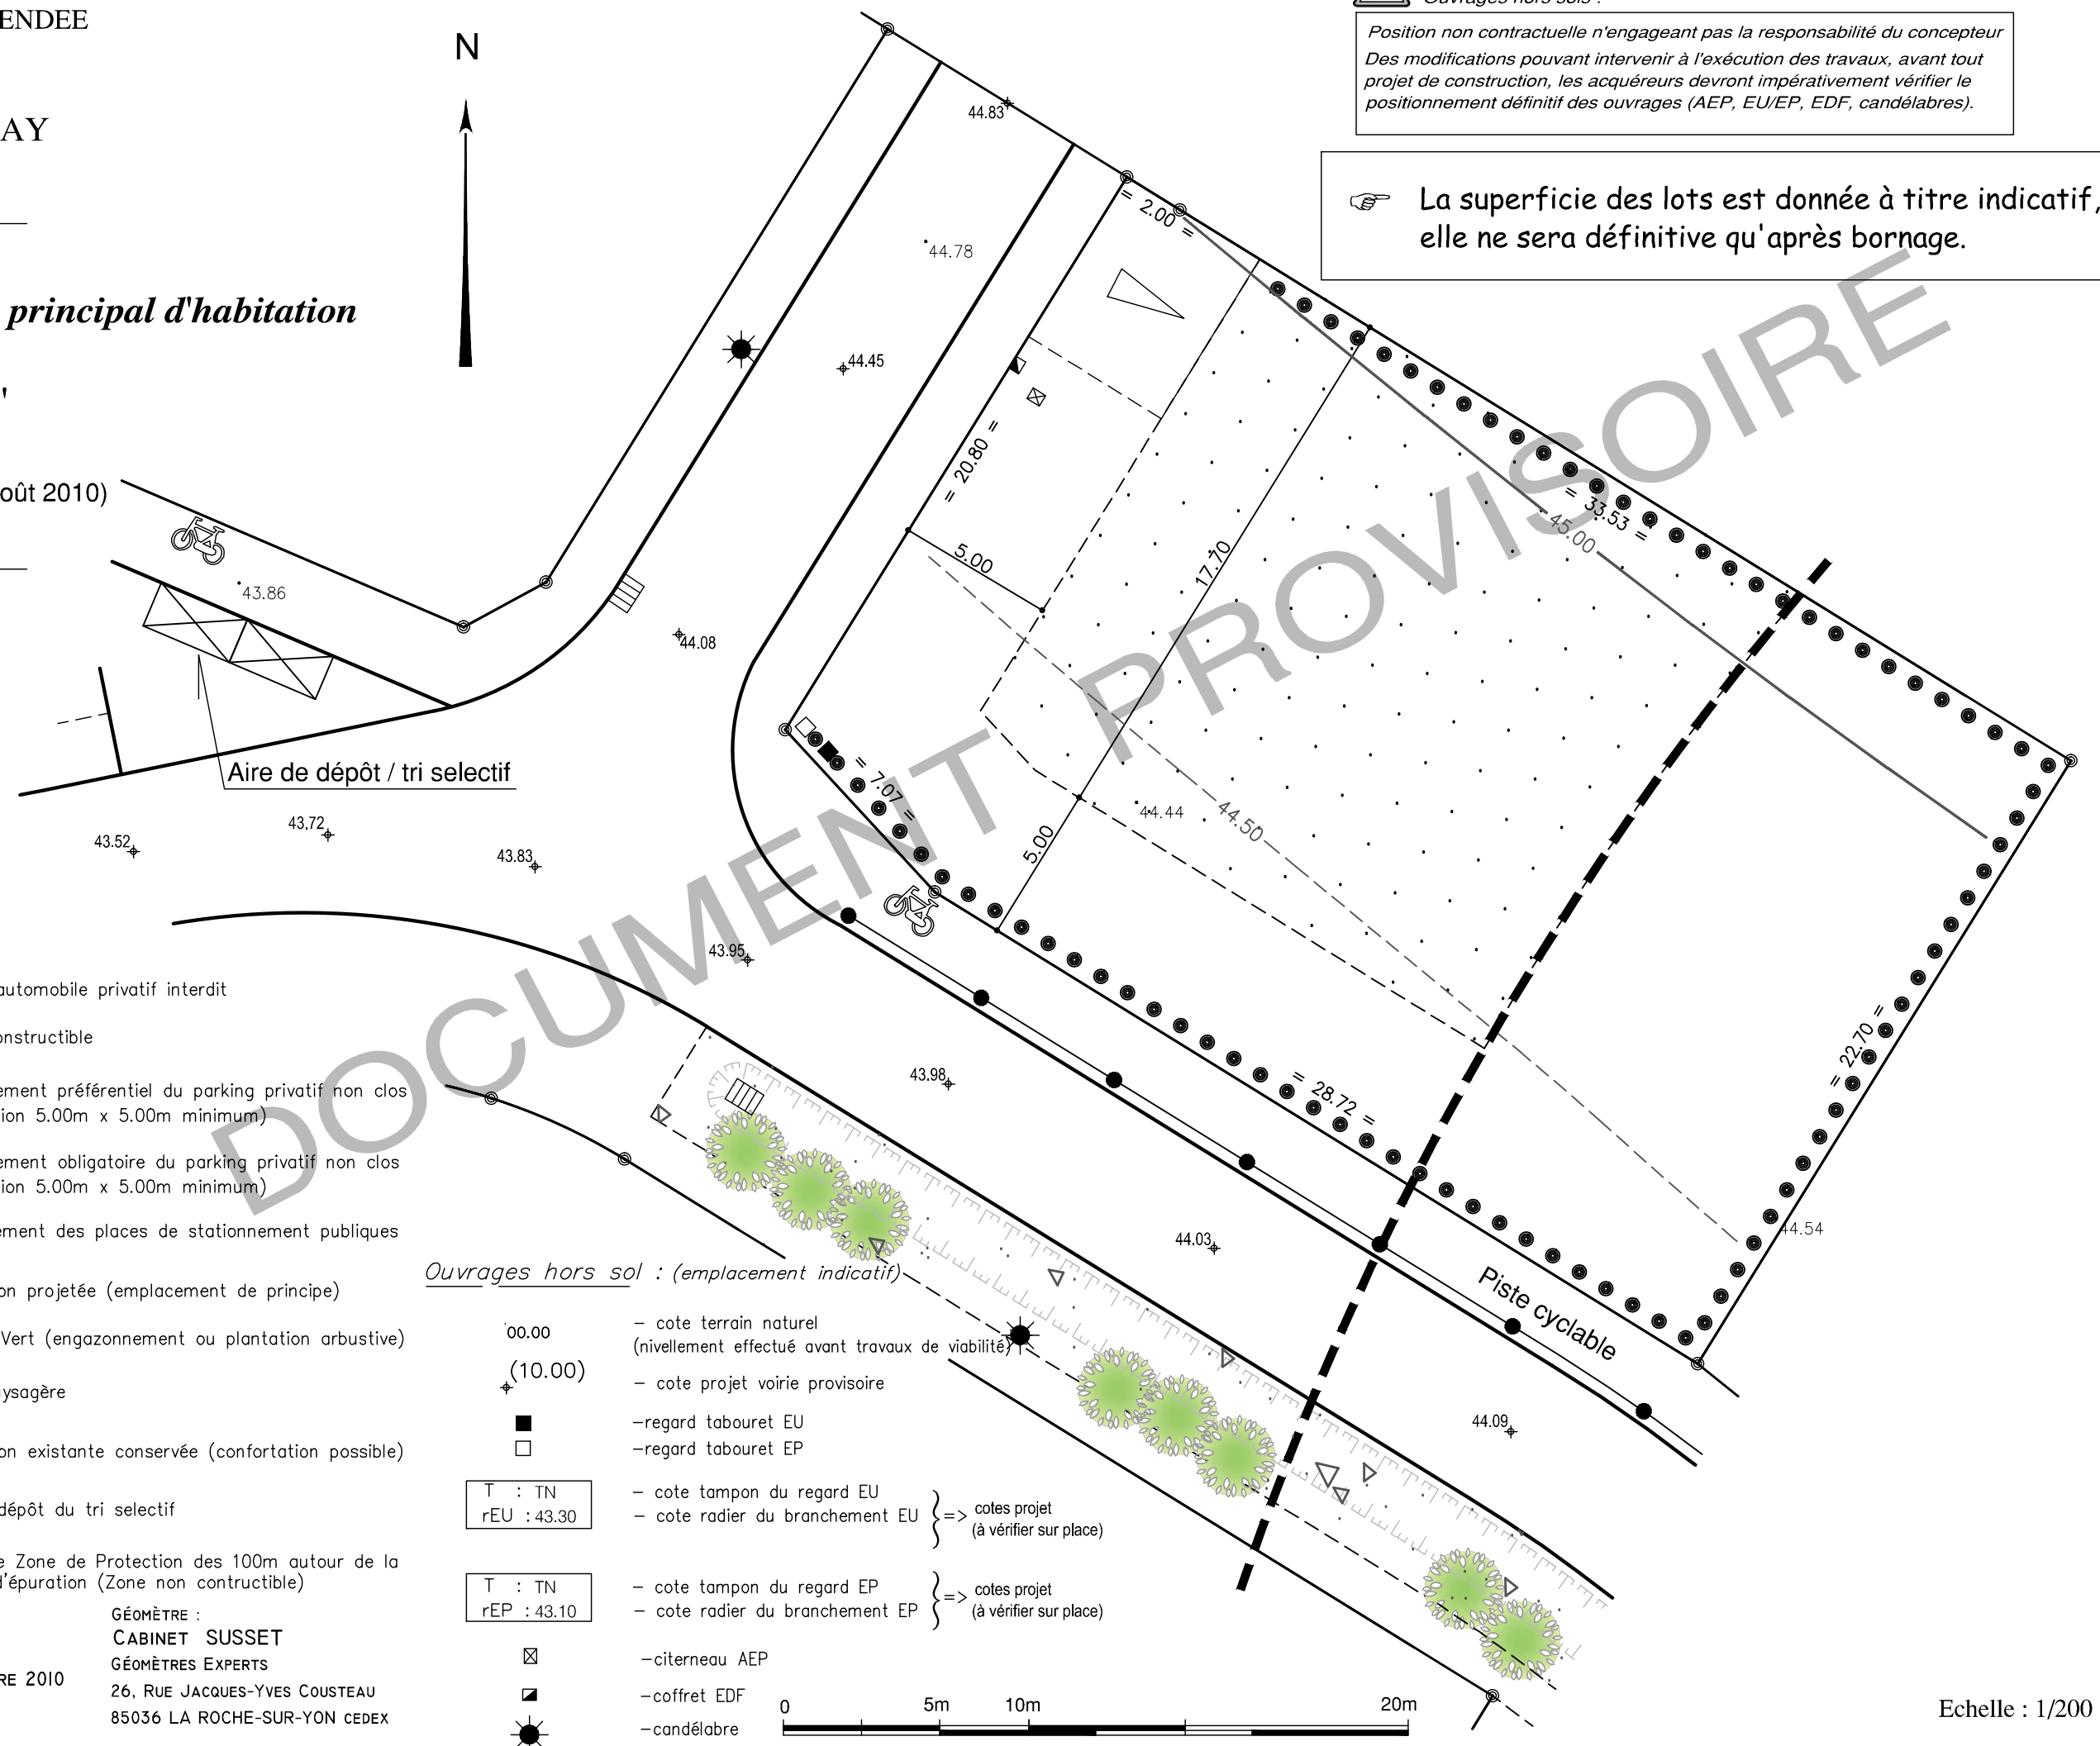 ENDEE
AY
principal d'habitation
'
oût 2010)
N
Ouvrages hors sols :
Position non contractuelle n'engageant pas la responsabilité du concepteur
Des modifications pouvant intervenir à l'exécution des travaux, avant tout
projet de construction, les acquéreurs devront impérativement vérifier le
positionnement définitif des ouvrages (AEP, EU/EP, EDF, candélabres).
La superficie des lots est donnée à titre indicatif,
elle ne sera définitive qu'après bornage.
44.83
= 2.00 =
44.78
44.45
= 20.80 =
5.00
17.70
= 33.53 =
45.00
43.86
44.08
Aire de dépôt / tri selectif
= 7.07 =
44.44
44.50
5.00
43.52
43.72
43.83
43.95
43.98
= 28.72 =
= 22.70 =
44.54
44.03
Piste cyclable
44.09
DOCUMENT PROVISOIRE
automobile privatif interdit
onstructible
ement préférentiel du parking privatif non clos
ion 5.00m x 5.00m minimum)
ement obligatoire du parking privatif non clos
ion 5.00m x 5.00m minimum)
ement des places de stationnement publiques
on projetée (emplacement de principe)
Vert (engazonnement ou plantation arbustive)
ysagère
on existante conservée (confortation possible)
dépôt du tri selectif
e Zone de Protection des 100m autour de la
d'épuration (Zone non contructible)
GÉOMÈTRE :
CABINET SUSSET
GÉOMÈTRES EXPERTS
26, RUE JACQUES-YVES COUSTEAU
85036 LA ROCHE-SUR-YON CEDEX
RE 2010
Ouvrages hors sol : (emplacement indicatif)
00.00 - cote terrain naturel
(nivellement effectué avant travaux de viabilité)
(10.00) - cote projet voirie provisoire
-regard tabouret EU
-regard tabouret EP
T : TN - cote tampon du regard EU
rEU : 43.30 - cote radier du branchement EU
=> cotes projet
(à vérifier sur place)
T : TN - cote tampon du regard EP
rEP : 43.10 - cote radier du branchement EP
=> cotes projet
(à vérifier sur place)
-citerneau AEP
-coffret EDF
-candélabre
0 5m 10m 20m
Echelle : 1/200